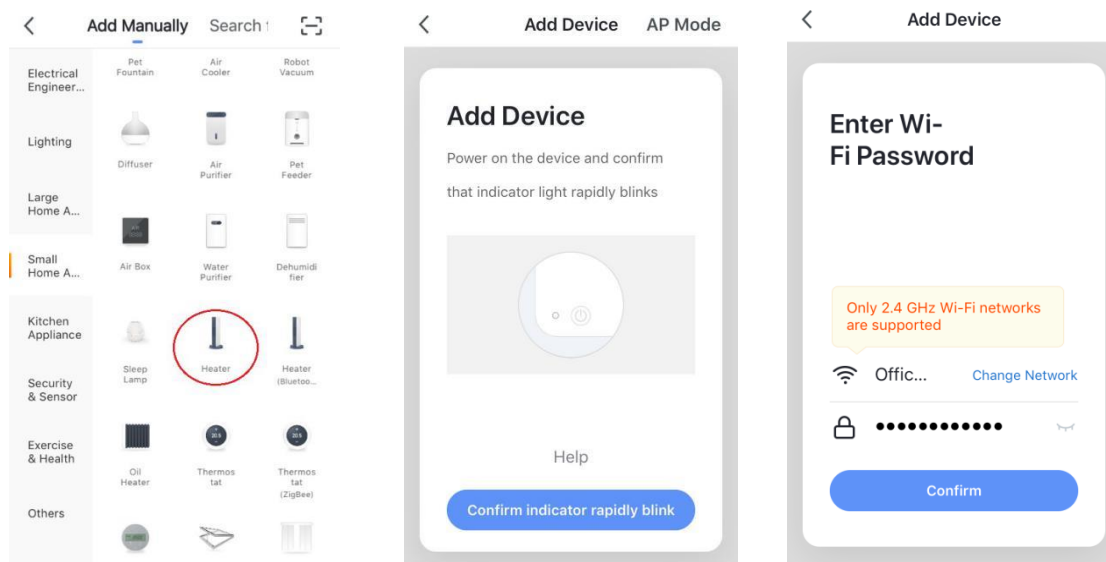 Add Manually
Search
Electrical
Engineer...
Lighting
Large
Home A...
Small
Home A...
Kitchen
Appliance
Security
& Sensor
Exercise
& Health
Others
Pet
Fountain
Air
Cooler
Robot
Vacuum
Diffuser
Air
Purifier
Pet
Feeder
Air Box
Water
Purifier
Dehumidi
fier
Sleep
Lamp
Heater
Heater
(Bluetoo...
Oil
Heater
Thermos
tat
Thermos
tat
(ZigBee)
Add Device
AP Mode
Add Device
Power on the device and confirm
that indicator light rapidly blinks
Help
Confirm indicator rapidly blink
Add Device
Enter Wi-
Fi Password
Only 2.4 GHz Wi-Fi networks
are supported
Offic...
Change Network
Confirm